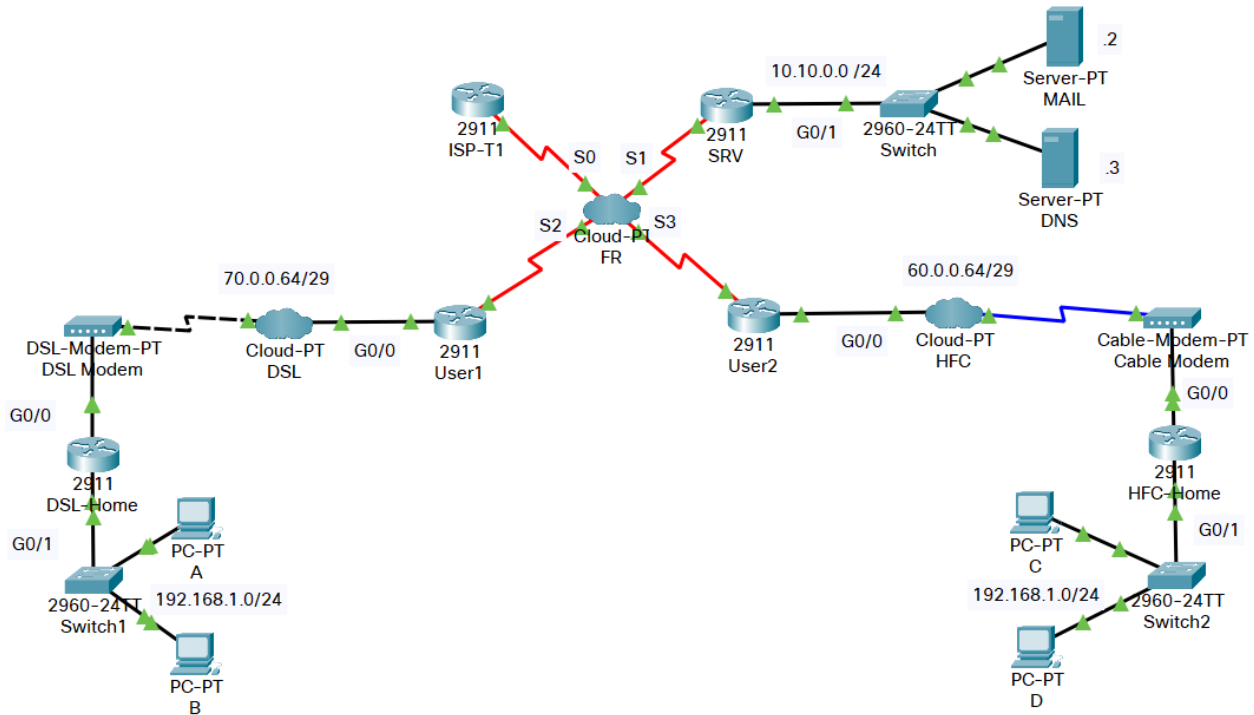 2911
ISP-T1
S0
S1
2911
SRV
10.10.0.0 /24
G0/1
2960-24TT
Switch
.2
Server-PT
MAIL
.3
Server-PT
DNS
S2
S3
Cloud-PT
FR
70.0.0.64/29
DSL-Modem-PT
DSL Modem
Cloud-PT
DSL
G0/0
2911
User1
60.0.0.64/29
2911
User2
G0/0
Cloud-PT
HFC
Cable-Modem-PT
Cable Modem
G0/0
2911
DSL-Home
G0/1
PC-PT
A
2960-24TT
Switch1
192.168.1.0/24
PC-PT
B
G0/0
2911
HFC-Home
G0/1
PC-PT
C
192.168.1.0/24
2960-24TT
Switch2
PC-PT
D